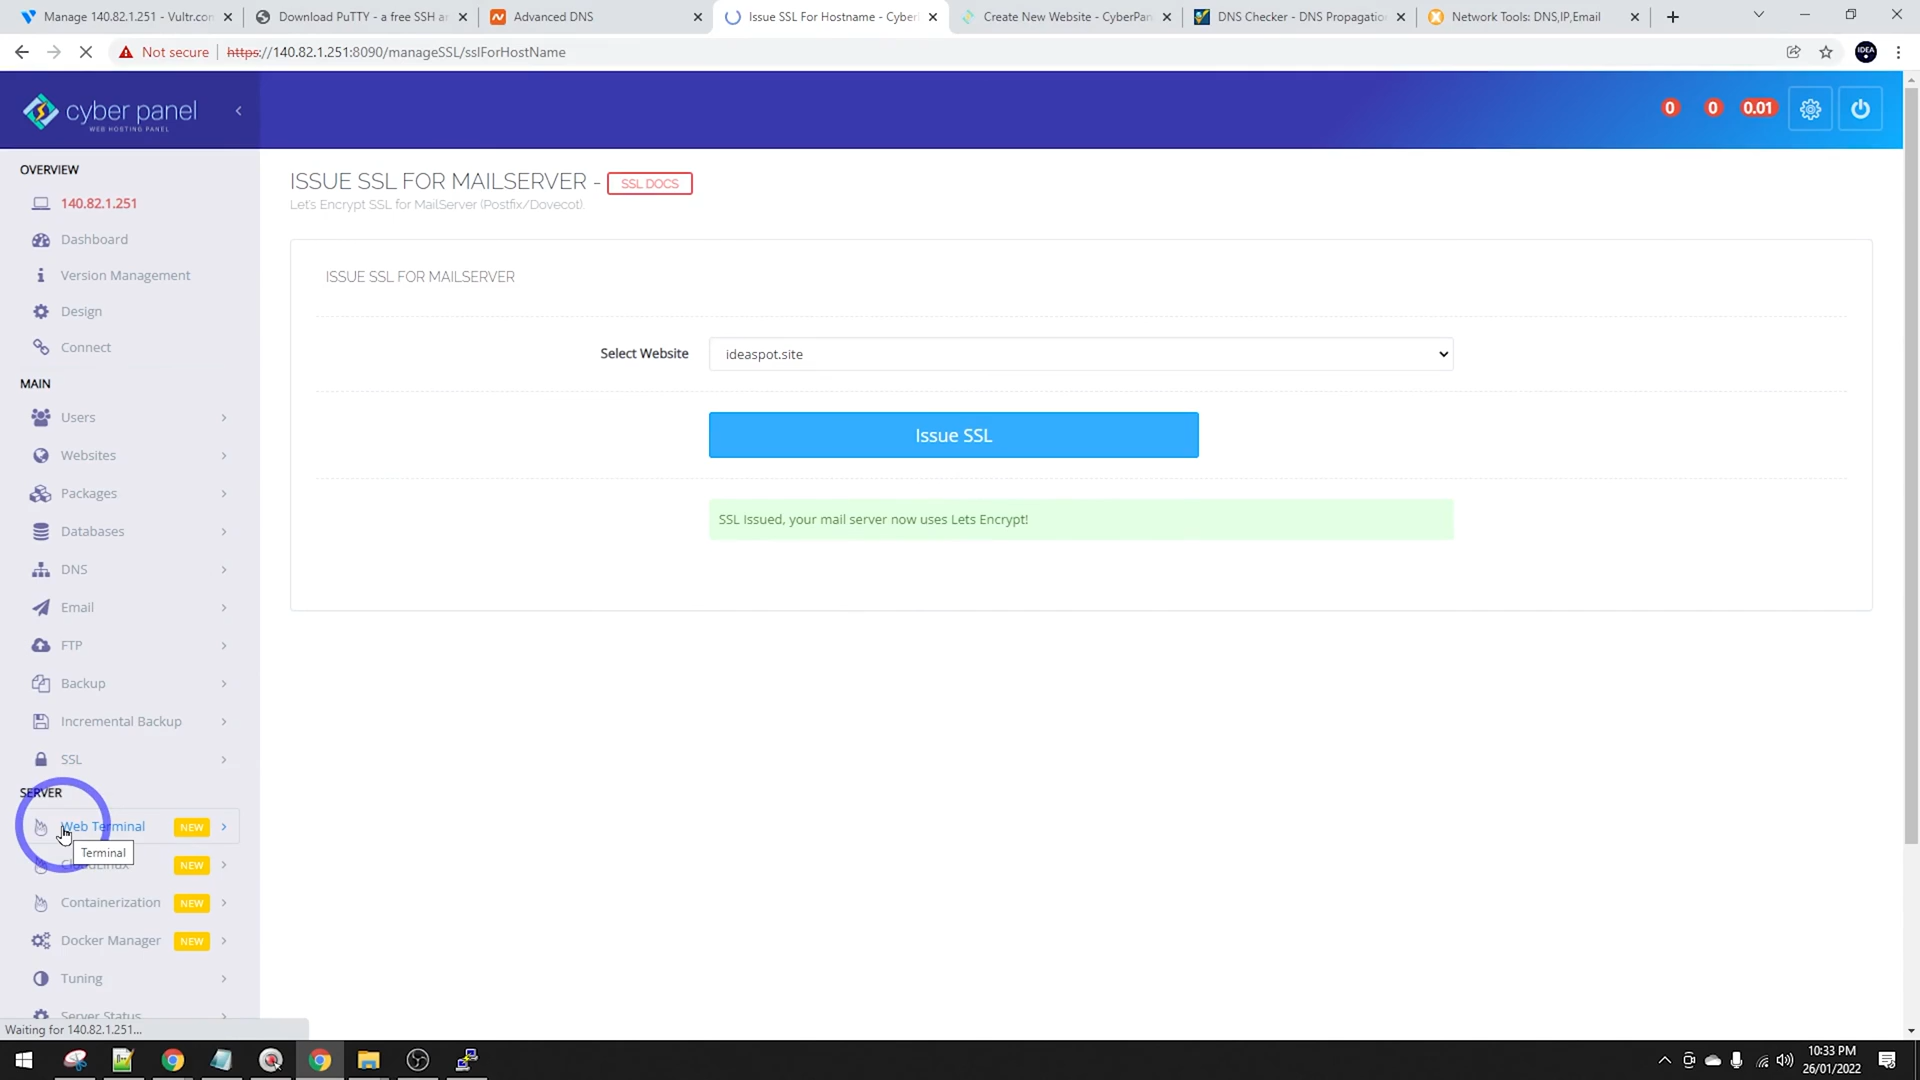 Manage 140.82.1.251 - Vultr.con
Download PuTTY - a free SSH ar
Advanced DNS
Issue SSL For Hostname - Cyberl
Create New Website - CyberPan
DNS Checker - DNS Propagatio
Network Tools: DNS,IP,Email
Not secure
https://140.82.1.251:8090/manageSSL/sslForHostName
IDEA
cyber panel
WEB HOSTING PANEL
0
0
0.01
OVERVIEW
140.82.1.251
Dashboard
Version Management
Design
Connect
MAIN
Users
Websites
Packages
Databases
DNS
Email
FTP
Backup
Incremental Backup
SSL
SERVER
Web Terminal NEW
Terminal
CloudLinux NEW
Containerization NEW
Docker Manager NEW
Tuning
Server Status
Waiting for 140.82.1.251...
ISSUE SSL FOR MAILSERVER - SSL DOCS
Let's Encrypt SSL for MailServer (Postfix/Dovecot).
ISSUE SSL FOR MAILSERVER
Select Website
ideaspot.site
Issue SSL
SSL Issued, your mail server now uses Lets Encrypt!
10:33 PM
26/01/2022